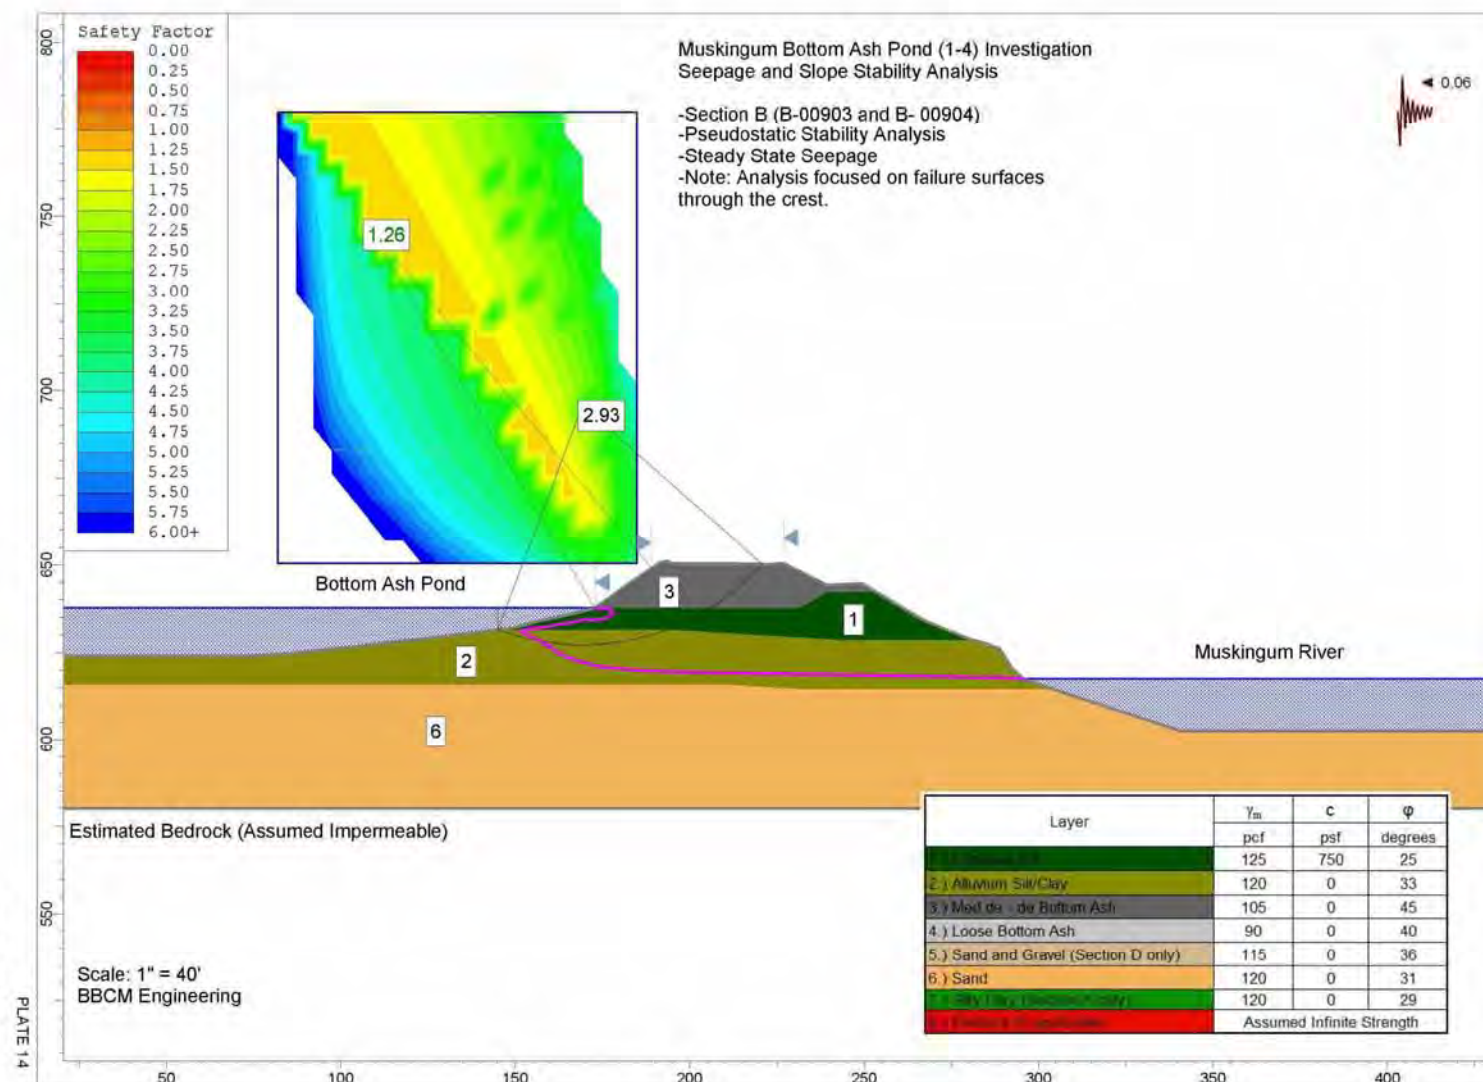 Safety Factor
0.00
0.25
0.50
0.75
1.00
1.25
1.50
1.75
2.00
2.25
2.50
2.75
3.00
3.25
3.50
3.75
4.00
4.25
4.50
4.75
5.00
5.25
5.50
5.75
6.00+
Muskingum Bottom Ash Pond (1-4) Investigation
Seepage and Slope Stability Analysis
-Section B (B-00903 and B- 00904)
-Pseudostatic Stability Analysis
-Steady State Seepage
-Note: Analysis focused on failure surfaces
through the crest.
0.06
1.26
2.93
Bottom Ash Pond
3
1
2
6
Muskingum River
Estimated Bedrock (Assumed Impermeable)
Scale: 1" = 40'
BBCM Engineering
PLATE 14
800
750
700
650
600
550
50
100
150
200
250
300
350
400
Layer γm c φ
pcf psf degrees
125 750 25
2.) Alluvium Silt/Clay 120 0 33
3.) Med de - de Bottom Ash 105 0 45
4.) Loose Bottom Ash 90 0 40
5.) Sand and Gravel (Section D only) 115 0 36
6.) Sand 120 0 31
120 0 29
Assumed Infinite Strength